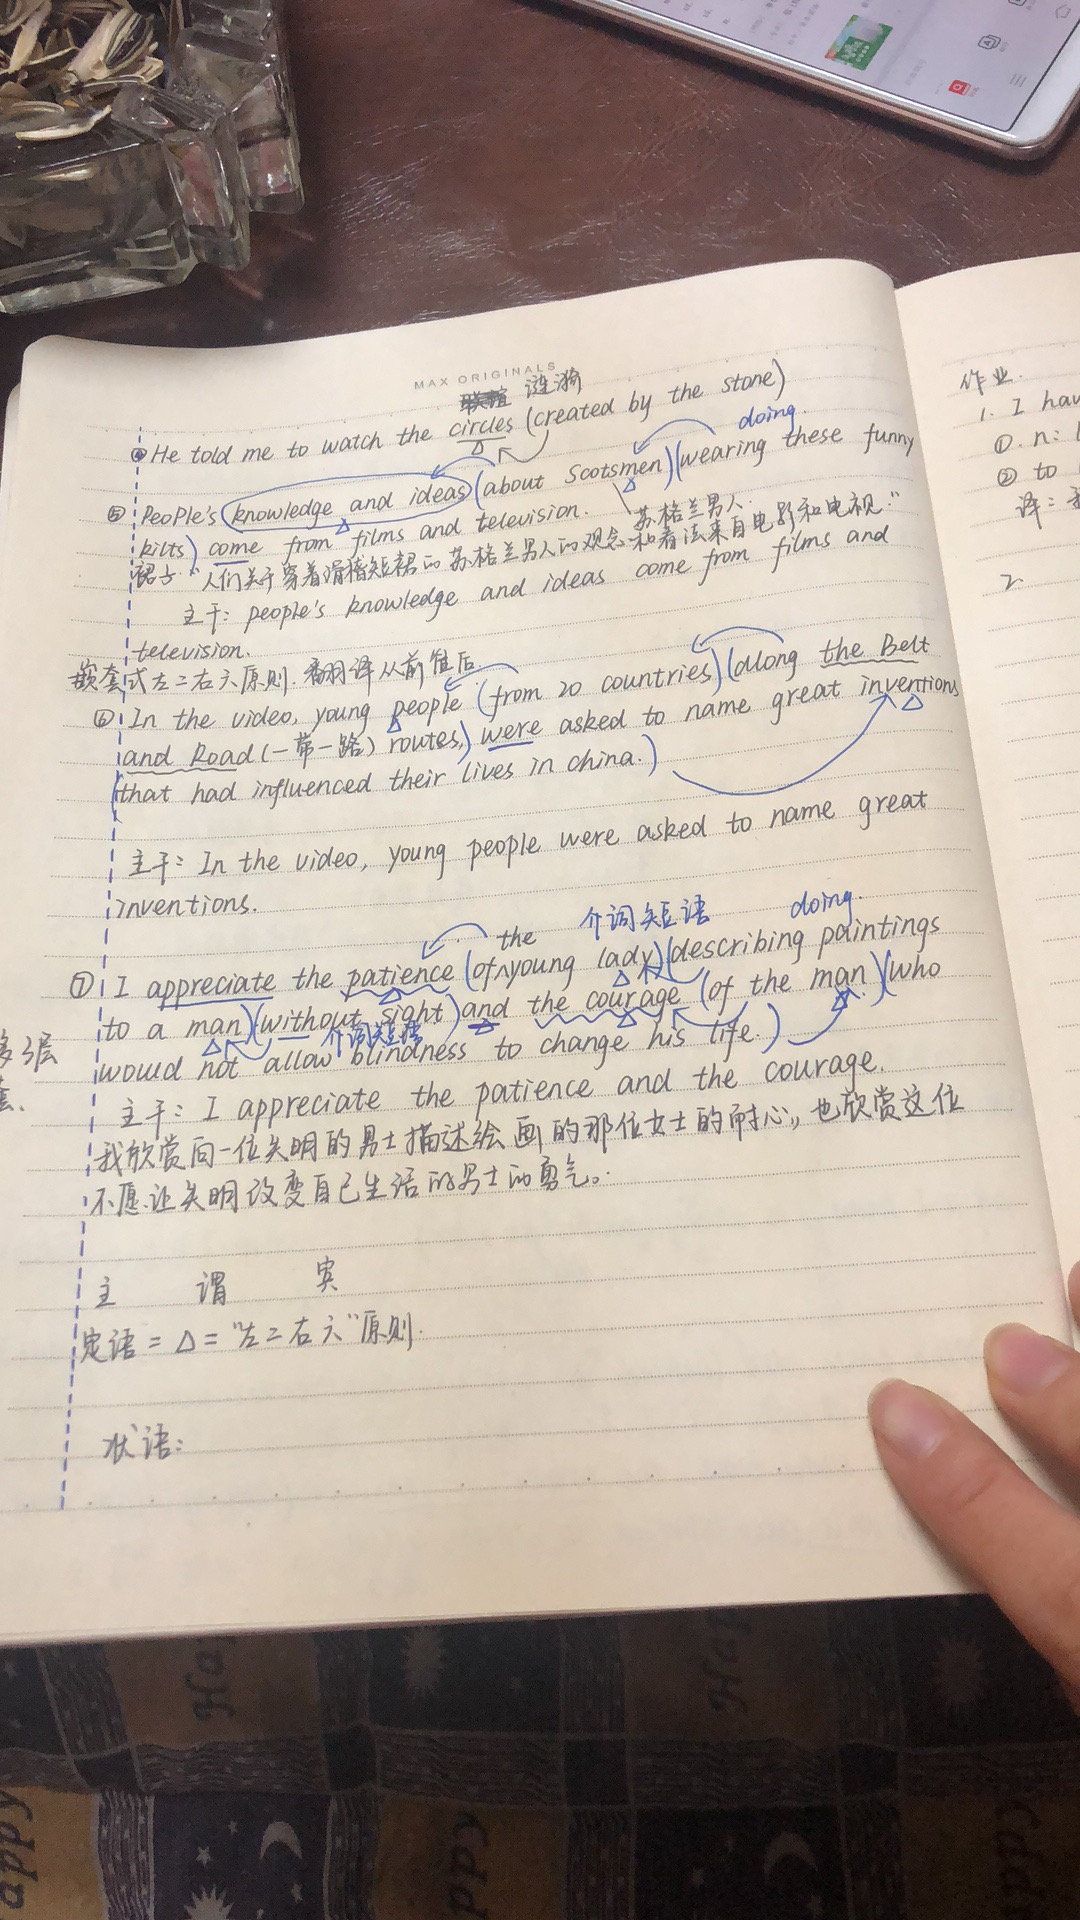 MAX ORIGINALS
涟漪
He told me to watch the circles (created by the stone)
doing.
⑤ People's (knowledge and ideas) (about Scotsmen) (wearing these funny
kilts) come from films and television.
苏格兰男人.
裙子. "人们关于穿着滑稽短裙的苏格兰男人的观念和看法来自电影和电视."
主干: people's knowledge and ideas come from films and
television.
嵌套式左二右六原则. 翻译从前往后.
⑥ In the video, young people (from 20 countries) (along the Belt
and Road (一带一路) routes,) were asked to name great inventions
(that had influenced their lives in china.)
主干: In the video, young people were asked to name great
inventions.
the 介词短语 doing.
⑦ I appreciate the patience (of^young lady) (describing paintings
to a man) (without sight) and the courage (of the man) (who
介词短语
would not allow blindness to change his life.)
主干: I appreciate the patience and the courage.
我欣赏向一位失明的男士描述绘画的那位女士的耐心,, 也欣赏这位
不愿让失明改变自己生活的男士的勇气.
主 谓 宾
定语 = △ = "左二右六"原则.
状语:
作业.
1. I hav
①. n:
② to
译:
2